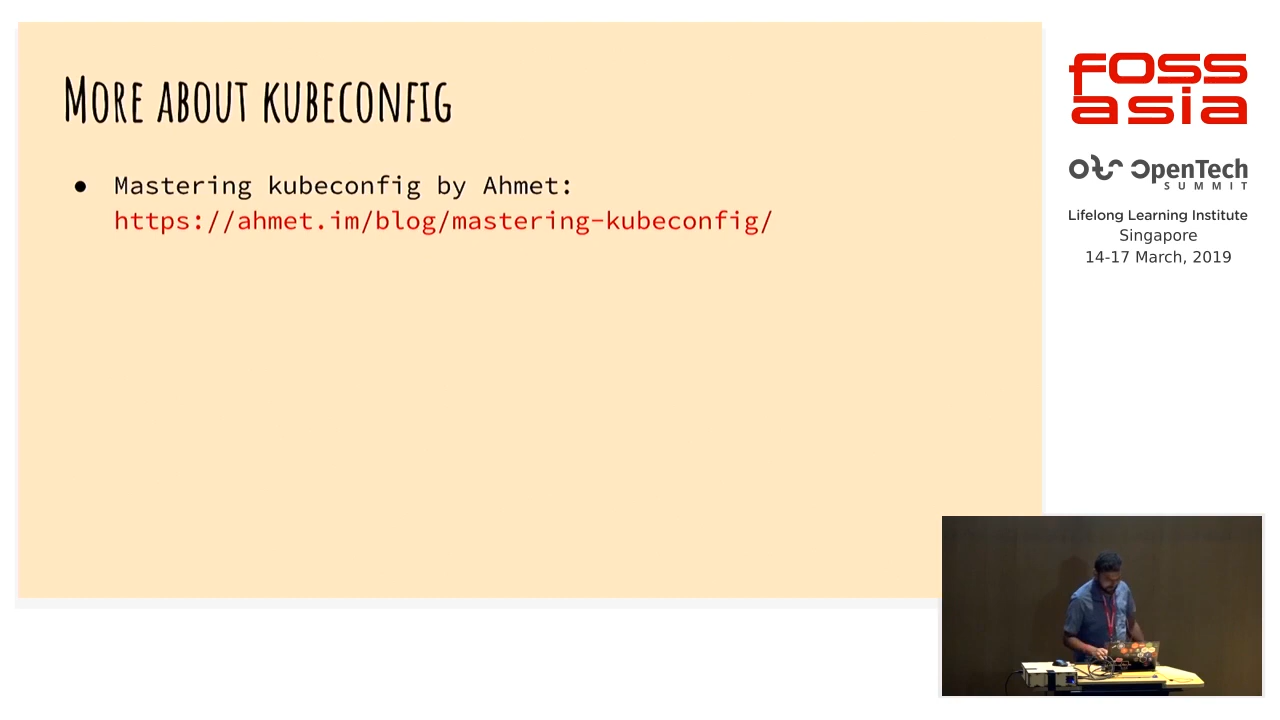 More about kubeconfig
● Mastering kubeconfig by Ahmet:
https://ahmet.im/blog/mastering-kubeconfig/
fOSS
asia
OpenTech
SUMMIT
Lifelong Learning Institute
Singapore
14-17 March, 2019